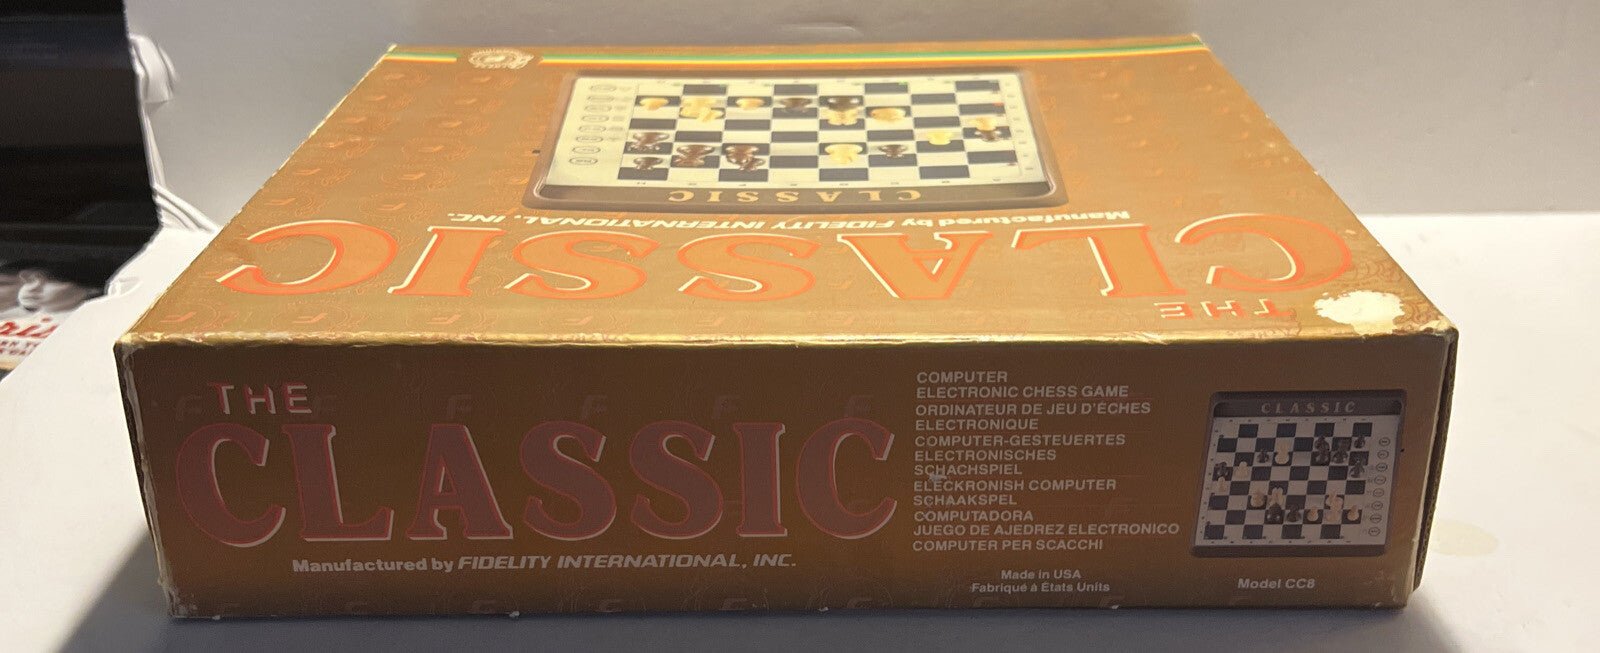 CLASSIC
Manufactured by FIDELITY INTERNATIONAL, INC.
THE
CLASSIC
THE
CLASSIC
Manufactured by FIDELITY INTERNATIONAL, INC.
COMPUTER
ELECTRONIC CHESS GAME
ORDINATEUR DE JEU D'ÉCHES
ELECTRONIQUE
COMPUTER-GESTEUERTES
ELECTRONISCHES
SCHACHSPIEL
ELECKRONISH COMPUTER
SCHAAKSPEL
COMPUTADORA
JUEGO DE AJEDREZ ELECTRONICO
COMPUTER PER SCACCHI
Made in USA
Fabriqué à États Units
CLASSIC
Model CC8